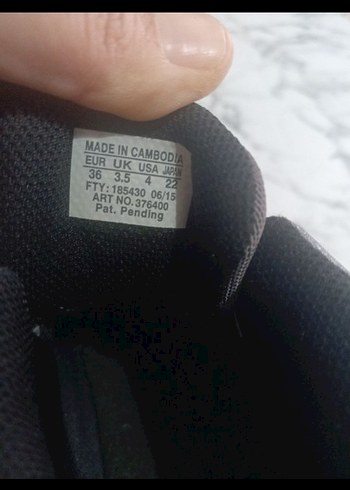 MADE IN CAMBODIA
EUR UK USA JAPAN
36 3.5 4 22
FTY: 185430 06/15
ART NO. 376400
Pat. Pending